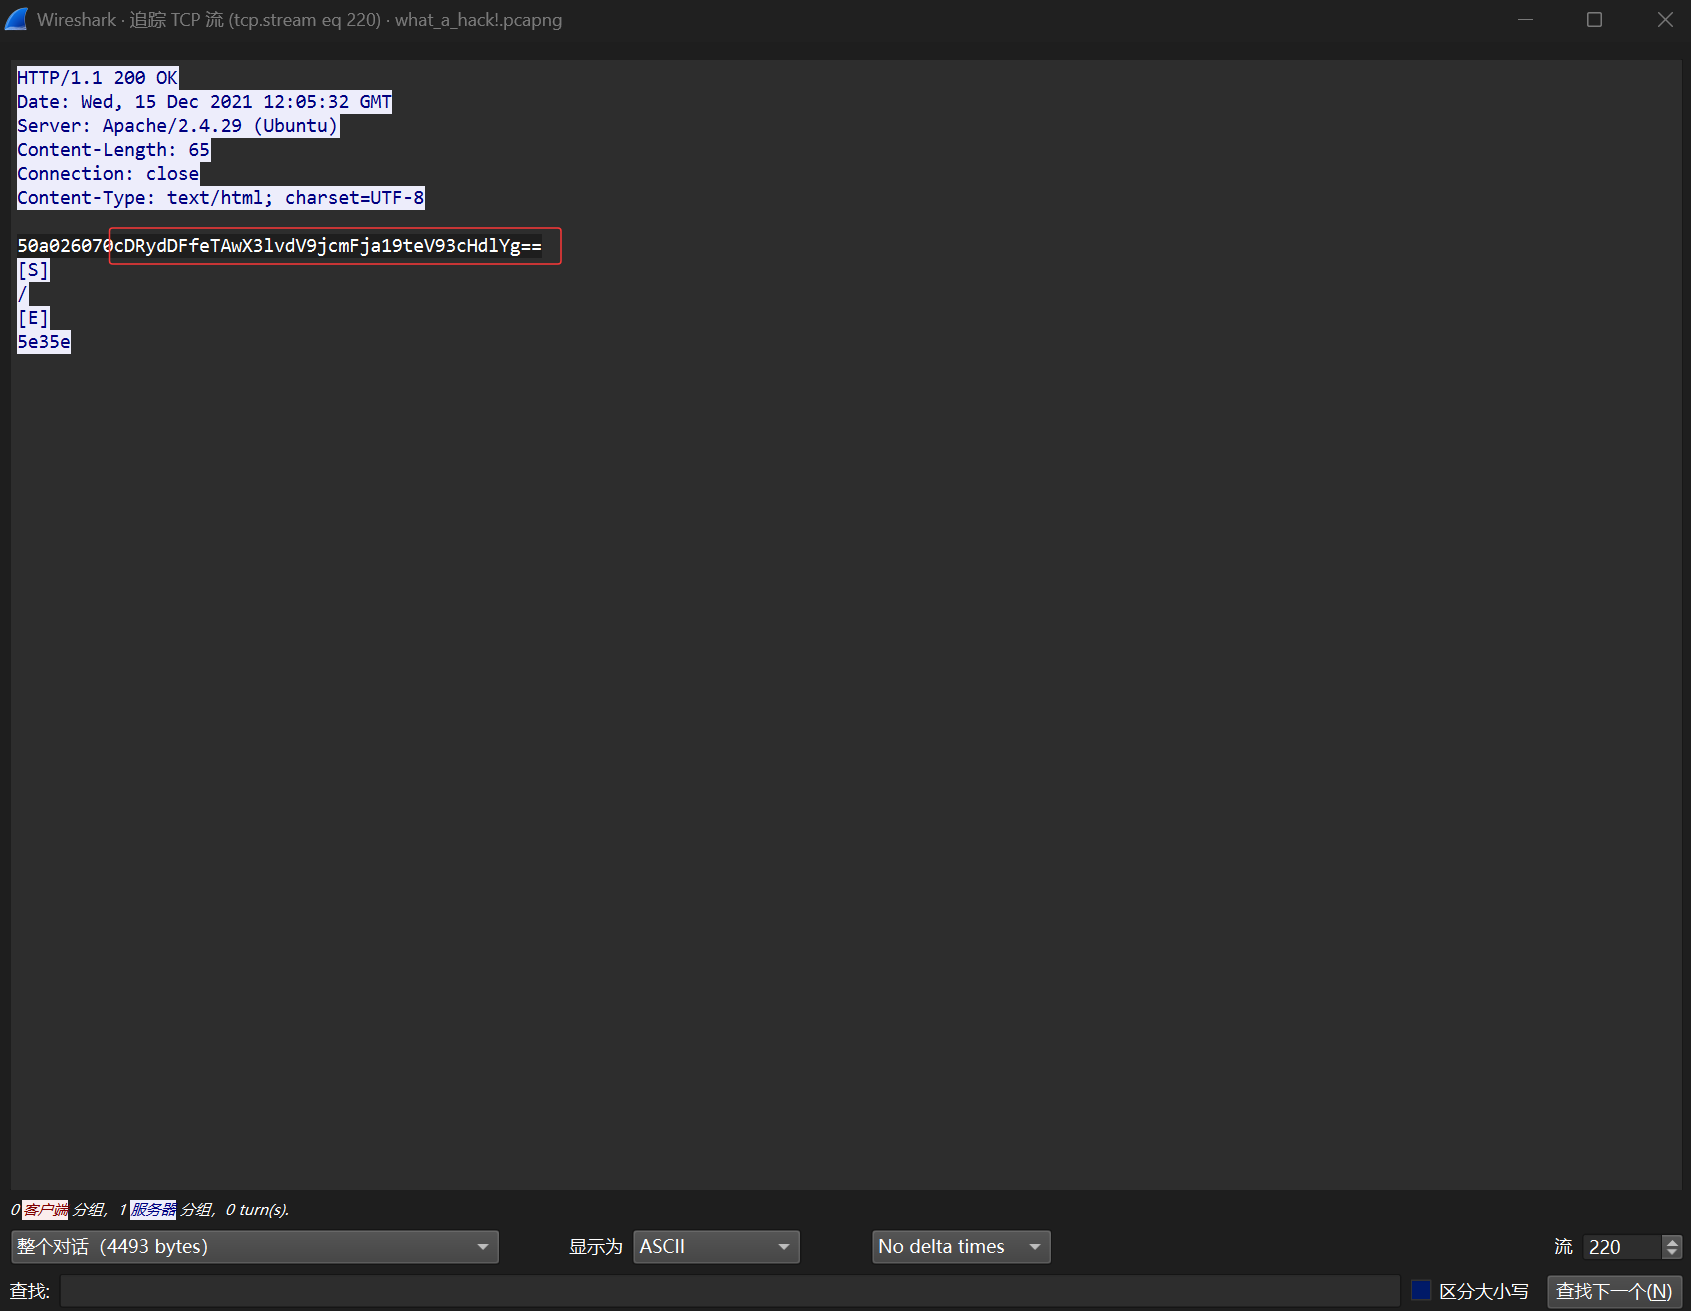 Wireshark · 追踪 TCP 流 (tcp.stream eq 220) · what_a_hack!.pcapng
HTTP/1.1 200 OK
Date: Wed, 15 Dec 2021 12:05:32 GMT
Server: Apache/2.4.29 (Ubuntu)
Content-Length: 65
Connection: close
Content-Type: text/html; charset=UTF-8
50a026070cDRydDFfeTAwX3lvdV9jcmFja19teV93cHdlYg==
[S]
/
[E]
5e35e
0 客户端 分组, 1 服务器 分组, 0 turn(s).
整个对话 (4493 bytes) 显示为 ASCII No delta times 流 220
查找: 区分大小写 查找下一个(N)